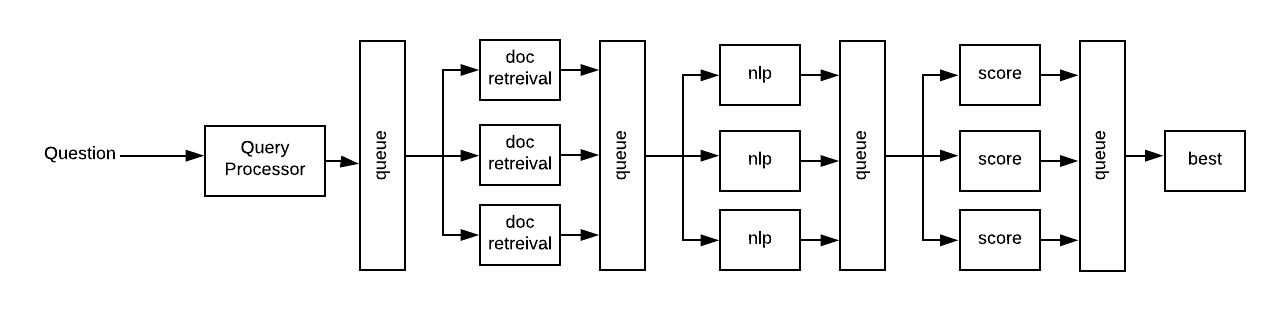 Question
Query
Processor
queue
doc
retreival
doc
retreival
doc
retreival
queue
nlp
nlp
nlp
queue
score
score
score
queue
best